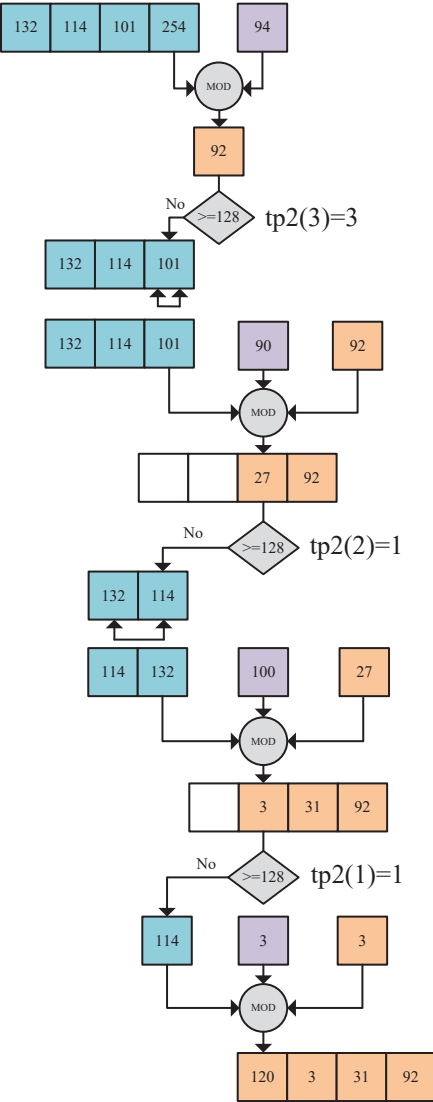 132 114 101 254 94
MOD
92
No >=128 tp2(3)=3
132 114 101
132 114 101 90 92
MOD
27 92
No >=128 tp2(2)=1
132 114
114 132 100 27
MOD
3 31 92
No >=128 tp2(1)=1
114 3 3
MOD
120 3 31 92